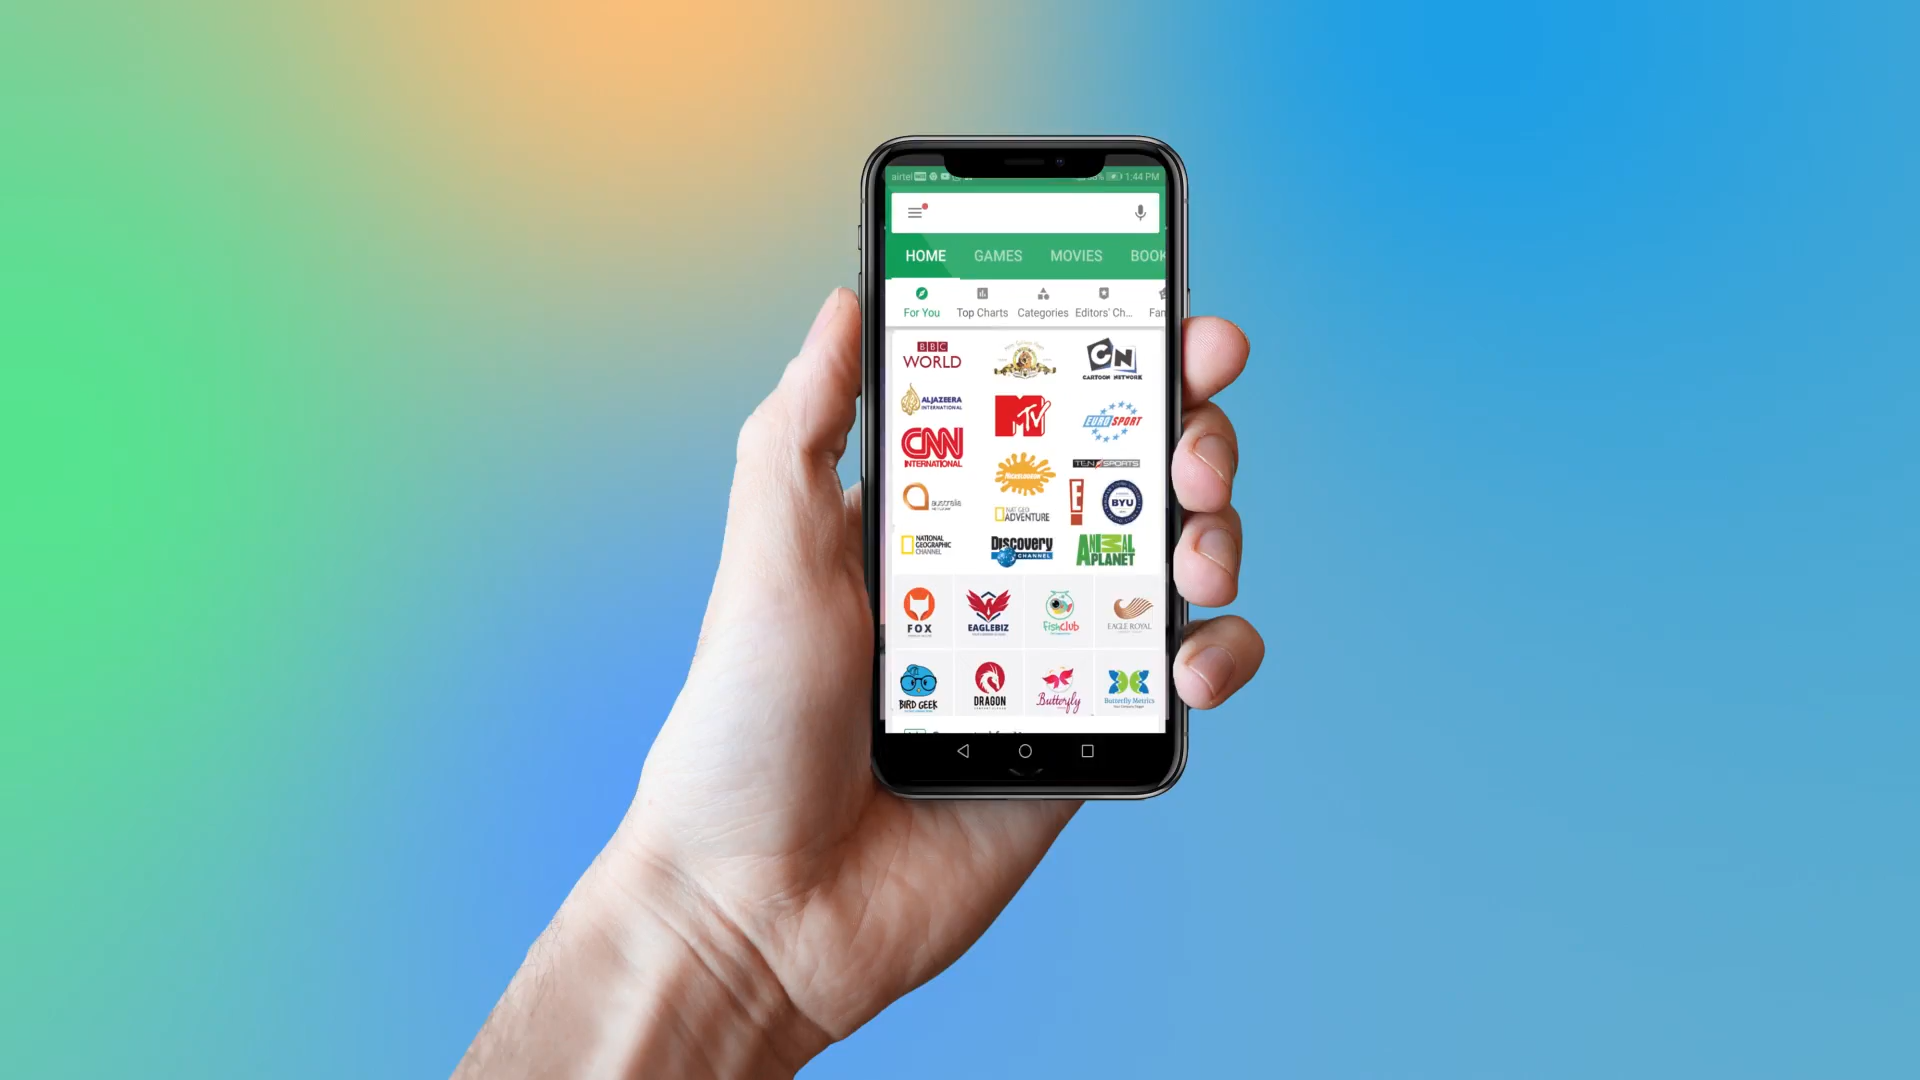 airtel 1:44 PM
HOME GAMES MOVIES BOOK
For You Top Charts Categories Editors' Ch... Fam
BBC
WORLD
CN
CARTOON NETWORK
ALJAZEERA
INTERNATIONAL
MTV
EUROSPORT
CNN
INTERNATIONAL
NICKELODEON
TEN SPORTS
australia
NAT GEO
ADVENTURE
E!
BYU
NATIONAL
GEOGRAPHIC
CHANNEL
Discovery
CHANNEL
ANIMAL
PLANET
FOX
EAGLEBIZ
fishClub
EAGLE ROYAL
BIRD GEEK
DRAGON
Butterfly
Butterfly Metrics